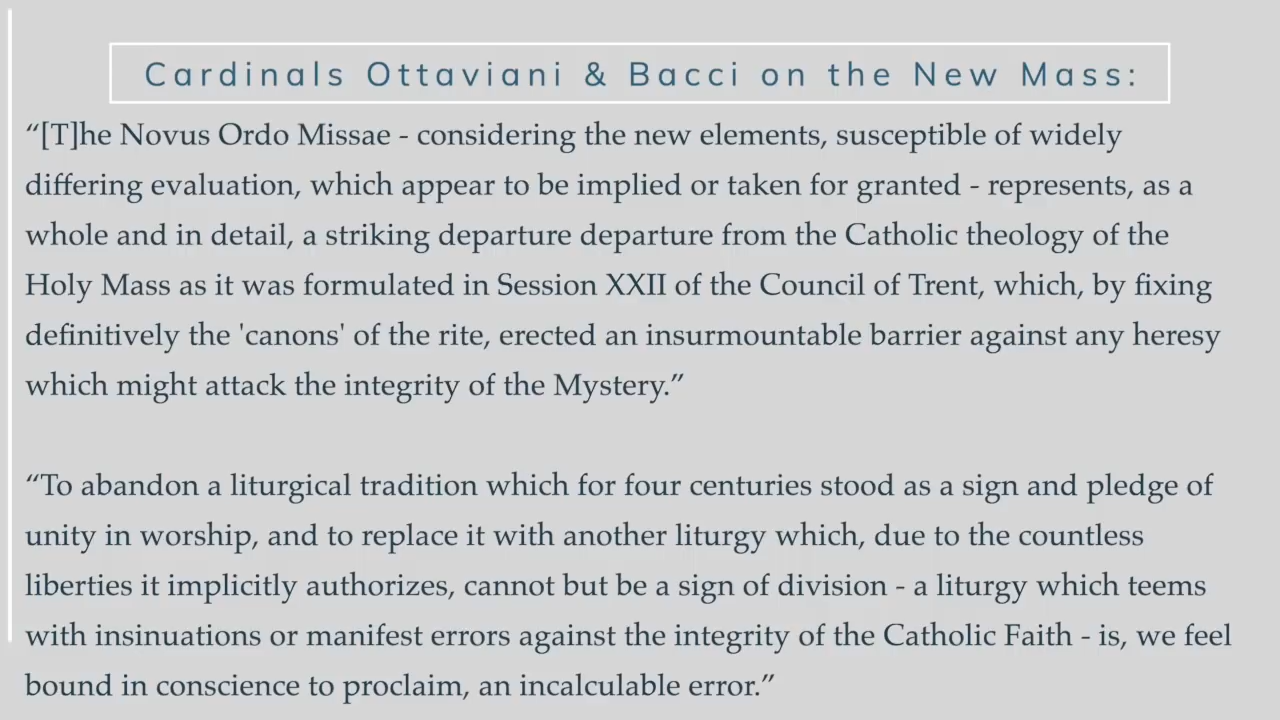 Cardinals Ottaviani & Bacci on the New Mass:
“[T]he Novus Ordo Missae - considering the new elements, susceptible of widely
differing evaluation, which appear to be implied or taken for granted - represents, as a
whole and in detail, a striking departure departure from the Catholic theology of the
Holy Mass as it was formulated in Session XXII of the Council of Trent, which, by fixing
definitively the 'canons' of the rite, erected an insurmountable barrier against any heresy
which might attack the integrity of the Mystery.”
“To abandon a liturgical tradition which for four centuries stood as a sign and pledge of
unity in worship, and to replace it with another liturgy which, due to the countless
liberties it implicitly authorizes, cannot but be a sign of division - a liturgy which teems
with insinuations or manifest errors against the integrity of the Catholic Faith - is, we feel
bound in conscience to proclaim, an incalculable error.”